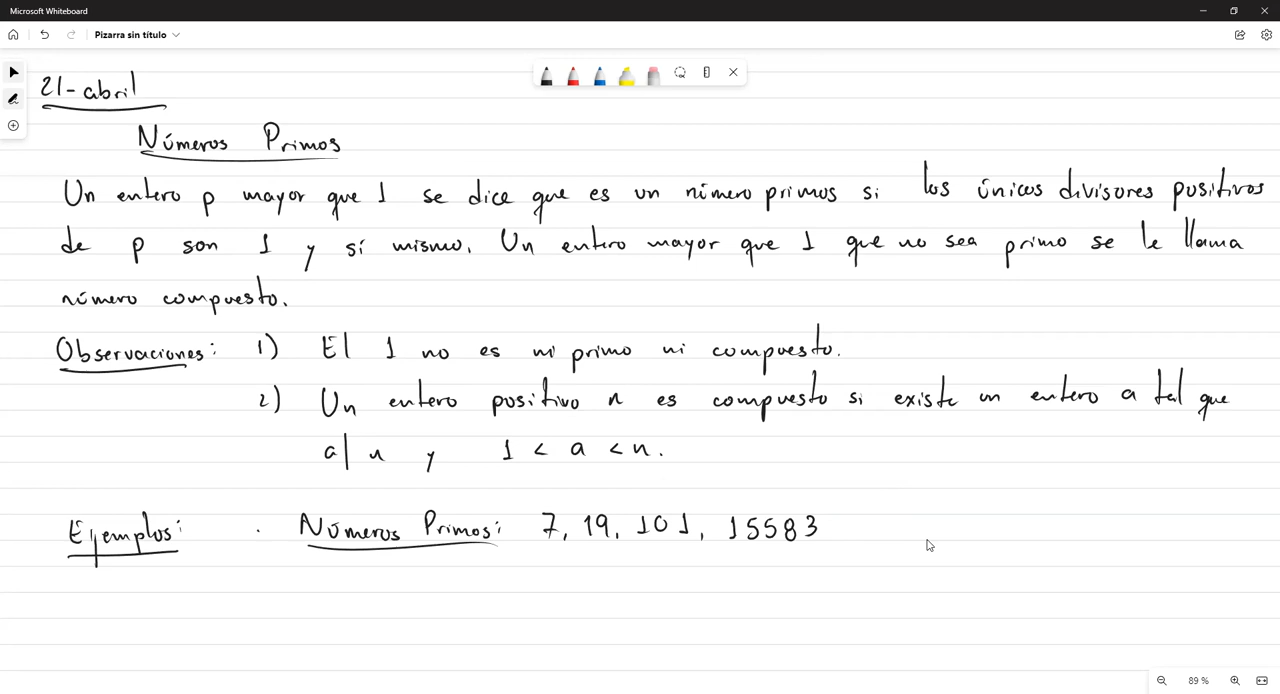 Microsoft Whiteboard
Pizarra sin título
21-abril
Números Primos
Un entero p mayor que 1 se dice que es un número primos si los únicos divisores positivos
de p son 1 y sí mismo. Un entero mayor que 1 que no sea primo se le llama
número compuesto.
Observaciones: 1) El 1 no es ni primo ni compuesto.
2) Un entero positivo n es compuesto si existe un entero a tal que
a|n y 1 < a < n.
Ejemplos: · Números Primos: 7, 19, 101, 15583
89 %